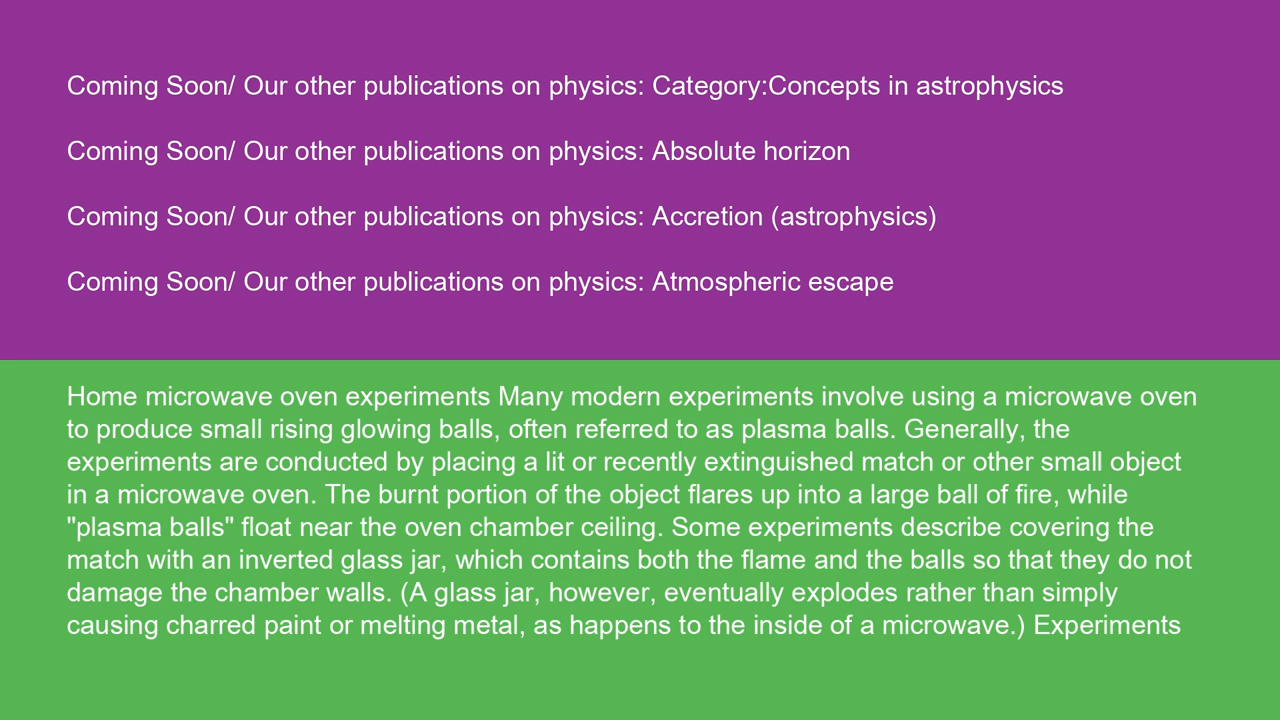 Coming Soon/ Our other publications on physics: Category:Concepts in astrophysics
Coming Soon/ Our other publications on physics: Absolute horizon
Coming Soon/ Our other publications on physics: Accretion (astrophysics)
Coming Soon/ Our other publications on physics: Atmospheric escape
Home microwave oven experiments Many modern experiments involve using a microwave oven
to produce small rising glowing balls, often referred to as plasma balls. Generally, the
experiments are conducted by placing a lit or recently extinguished match or other small object
in a microwave oven. The burnt portion of the object flares up into a large ball of fire, while
"plasma balls" float near the oven chamber ceiling. Some experiments describe covering the
match with an inverted glass jar, which contains both the flame and the balls so that they do not
damage the chamber walls. (A glass jar, however, eventually explodes rather than simply
causing charred paint or melting metal, as happens to the inside of a microwave.) Experiments